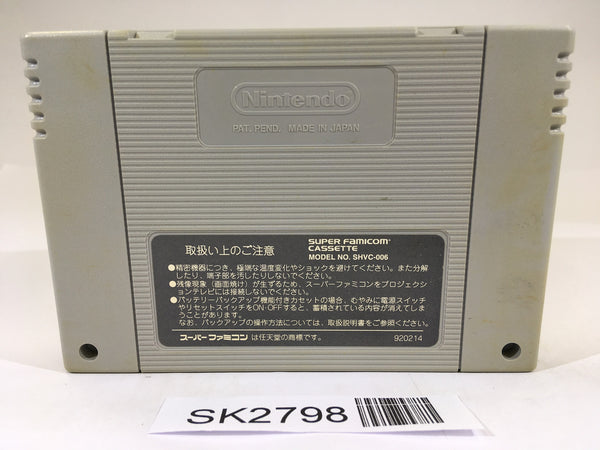 Nintendo
PAT. PEND. MADE IN JAPAN
取扱い上のご注意
SUPER FAMICOM
CASSETTE
MODEL NO. SHVC-006
●精密機器につき、極端な温度変化やショックを避けてください。また分解
したり、端子部を汚したりしないでください。
●残像現象（画面焼け）が生ずるため、スーパーファミコンをプロジェクション
テレビには接続しないでください。
●バッテリーバックアップ機能付きカセットの場合、むやみに電源スイッチ
やリセットスイッチをON・OFFすると、蓄積されている内容が消えてしま
うことがあります。
なお、バックアップの操作方法については、取扱説明書をご参照ください。
スーパーファミコン は任天堂の商標です。
920214
SK2798